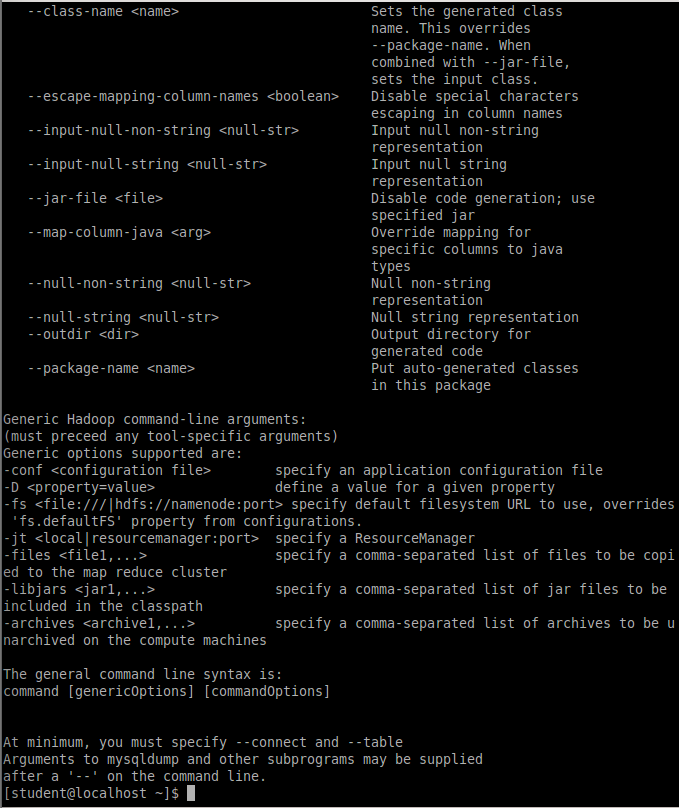 --class-name <name>                        Sets the generated class
                                           name. This overrides
                                           --package-name. When
                                           combined with --jar-file,
                                           sets the input class.
--escape-mapping-column-names <boolean>    Disable special characters
                                           escaping in column names
--input-null-non-string <null-str>         Input null non-string
                                           representation
--input-null-string <null-str>             Input null string
                                           representation
--jar-file <file>                          Disable code generation; use
                                           specified jar
--map-column-java <arg>                    Override mapping for
                                           specific columns to java
                                           types
--null-non-string <null-str>               Null non-string
                                           representation
--null-string <null-str>                   Null string representation
--outdir <dir>                             Output directory for
                                           generated code
--package-name <name>                      Put auto-generated classes
                                           in this package

Generic Hadoop command-line arguments:
(must preceed any tool-specific arguments)
Generic options supported are:
-conf <configuration file>        specify an application configuration file
-D <property=value>               define a value for a given property
-fs <file:///|hdfs://namenode:port> specify default filesystem URL to use, overrides
 'fs.defaultFS' property from configurations.
-jt <local|resourcemanager:port>  specify a ResourceManager
-files <file1,...>                specify a comma-separated list of files to be copi
ed to the map reduce cluster
-libjars <jar1,...>               specify a comma-separated list of jar files to be
included in the classpath
-archives <archive1,...>          specify a comma-separated list of archives to be u
narchived on the compute machines

The general command line syntax is:
command [genericOptions] [commandOptions]


At minimum, you must specify --connect and --table
Arguments to mysqldump and other subprograms may be supplied
after a '--' on the command line.
[student@localhost ~]$